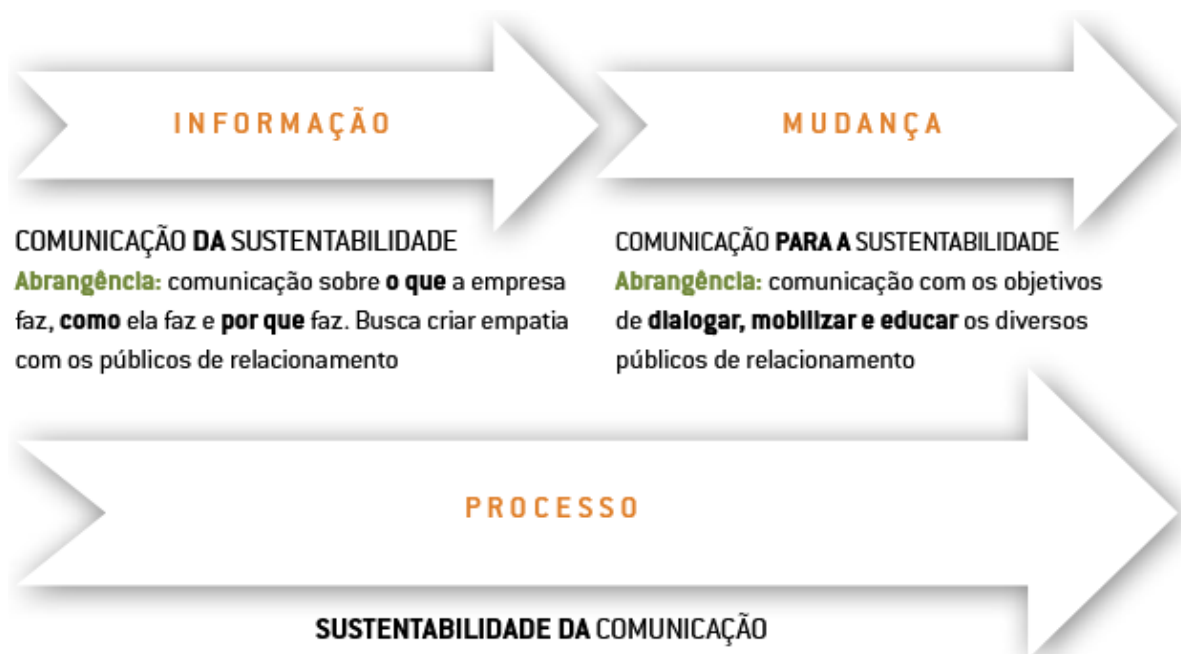 INFORMAÇÃO
COMUNICAÇÃO DA SUSTENTABILIDADE
Abrangência: comunicação sobre o que a empresa
faz, como ela faz e por que faz. Busca criar empatia
com os públicos de relacionamento
MUDANÇA
COMUNICAÇÃO PARA A SUSTENTABILIDADE
Abrangência: comunicação com os objetivos
de dialogar, mobilizar e educar os diversos
públicos de relacionamento
PROCESSO
SUSTENTABILIDADE DA COMUNICAÇÃO